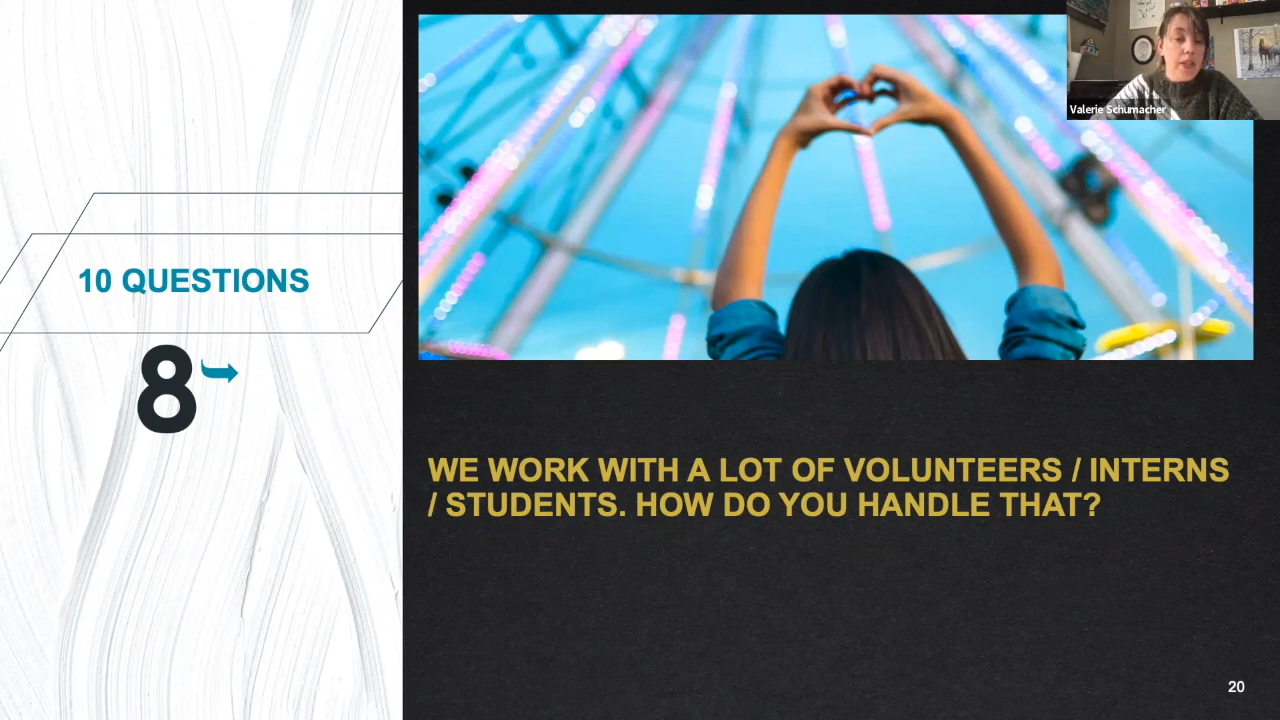 Valerie Schumacher
10 QUESTIONS
8
WE WORK WITH A LOT OF VOLUNTEERS / INTERNS
/ STUDENTS. HOW DO YOU HANDLE THAT?
20